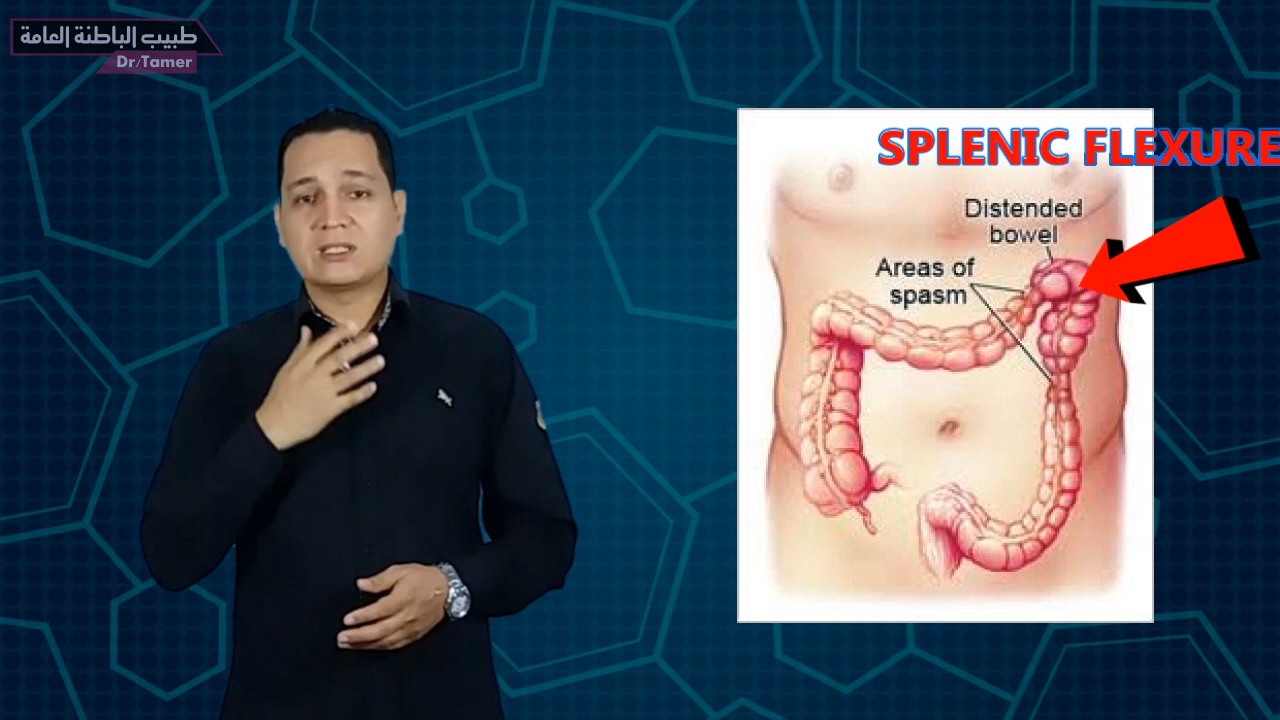 طبيب الباطنة العامة
Dr/Tamer
SPLENIC FLEXURE
Distended
bowel
Areas of
spasm